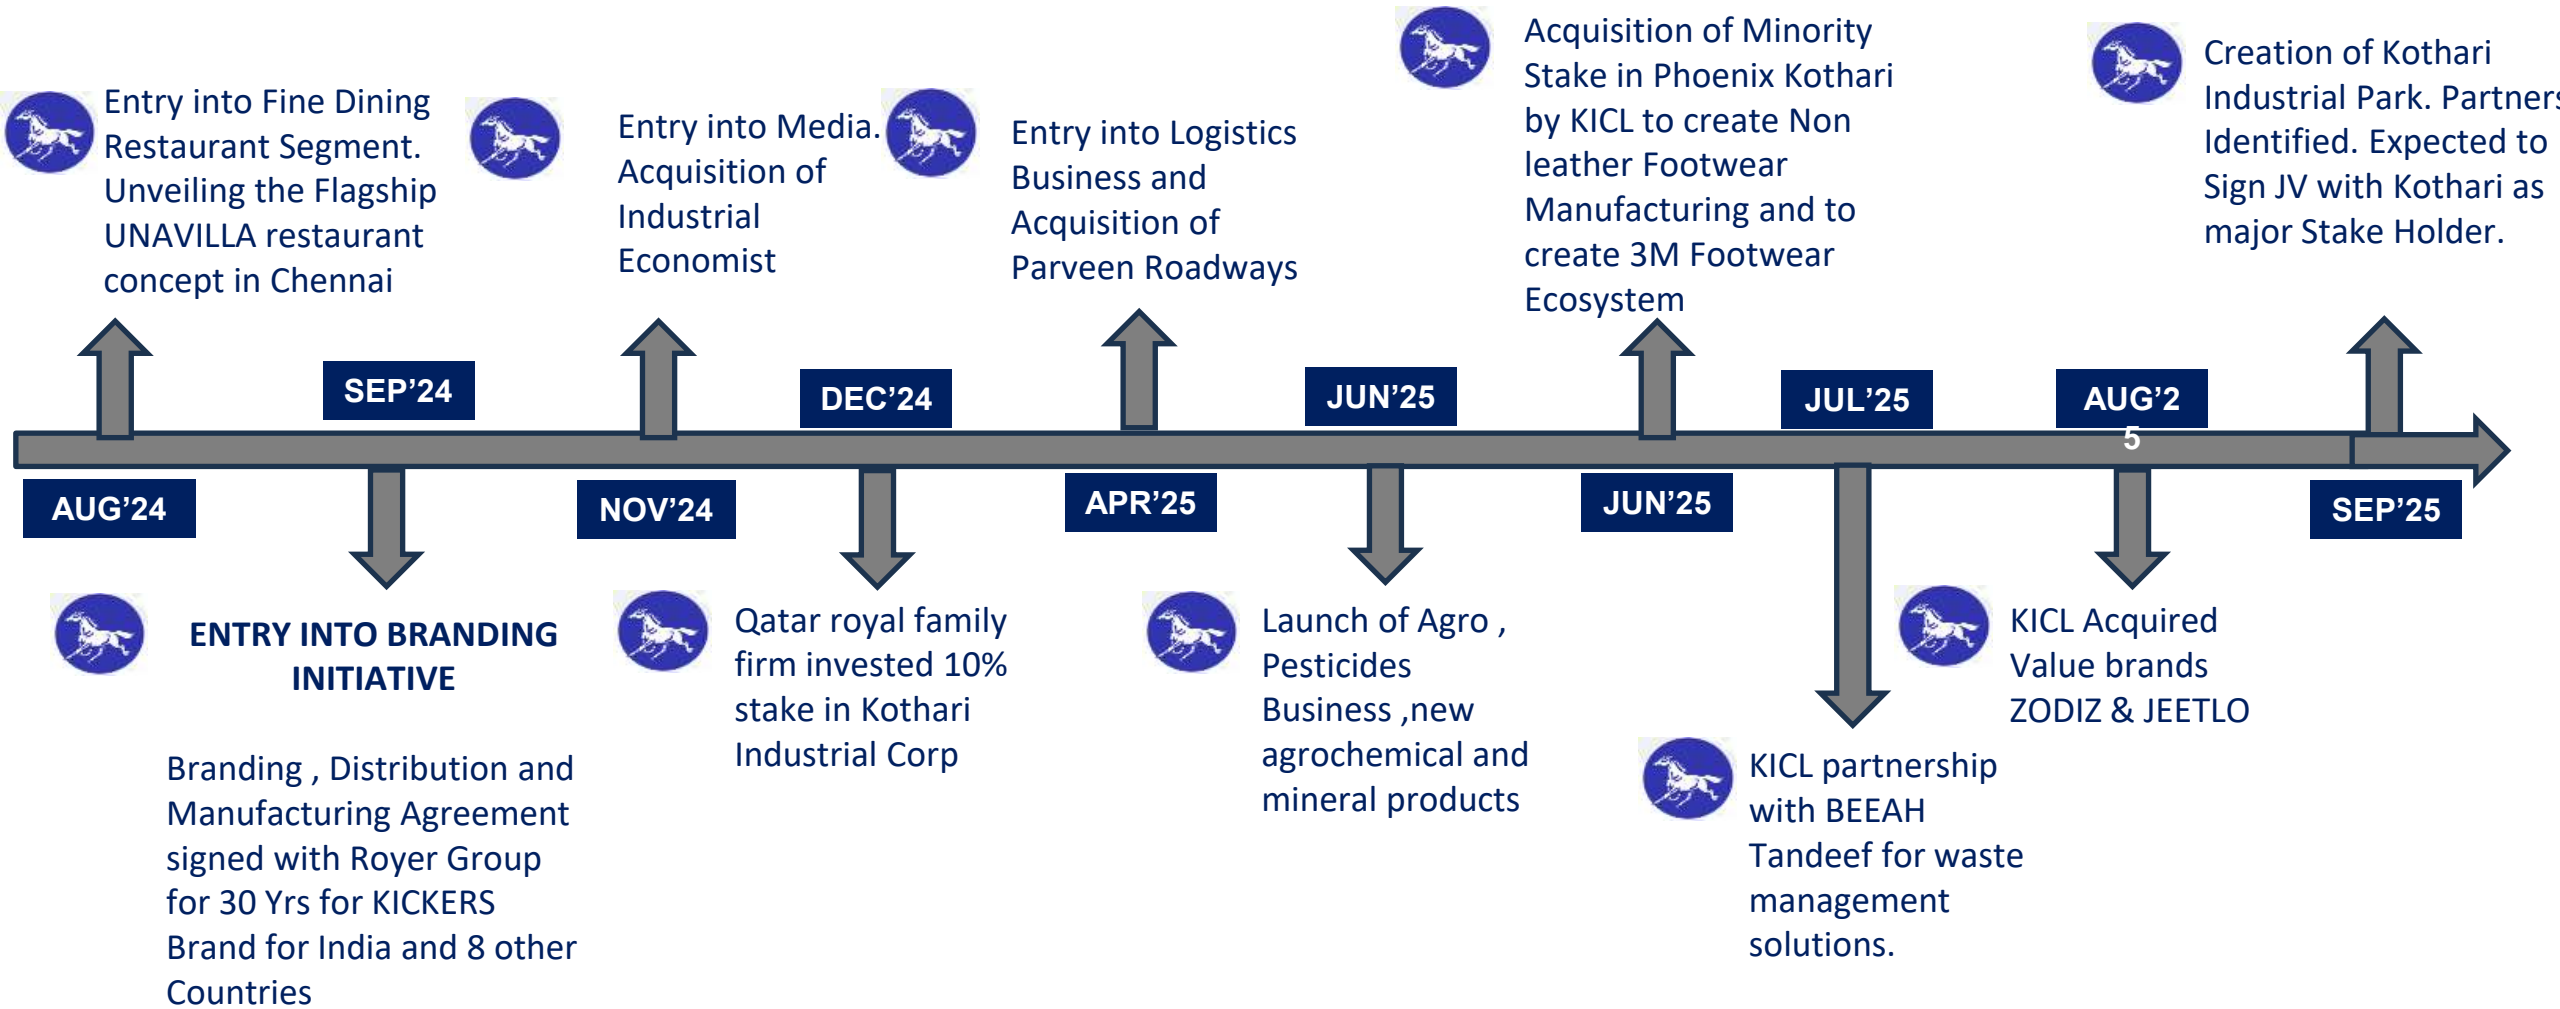 Entry into Fine Dining
Restaurant Segment.
Unveiling the Flagship
UNAVILLA restaurant
concept in Chennai
AUG’24
SEP’24
ENTRY INTO BRANDING
INITIATIVE
Branding , Distribution and
Manufacturing Agreement
signed with Royer Group
for 30 Yrs for KICKERS
Brand for India and 8 other
Countries
Entry into Media.
Acquisition of
Industrial
Economist
NOV’24
DEC’24
Qatar royal family
firm invested 10%
stake in Kothari
Industrial Corp
Entry into Logistics
Business and
Acquisition of
Parveen Roadways
APR’25
JUN’25
Launch of Agro ,
Pesticides
Business ,new
agrochemical and
mineral products
Acquisition of Minority
Stake in Phoenix Kothari
by KICL to create Non
leather Footwear
Manufacturing and to
create 3M Footwear
Ecosystem
JUN’25
JUL’25
KICL partnership
with BEEAH
Tandeef for waste
management
solutions.
AUG’2
5
KICL Acquired
Value brands
ZODIZ & JEETLO
Creation of Kothari
Industrial Park. Partners
Identified. Expected to
Sign JV with Kothari as
major Stake Holder.
SEP’25